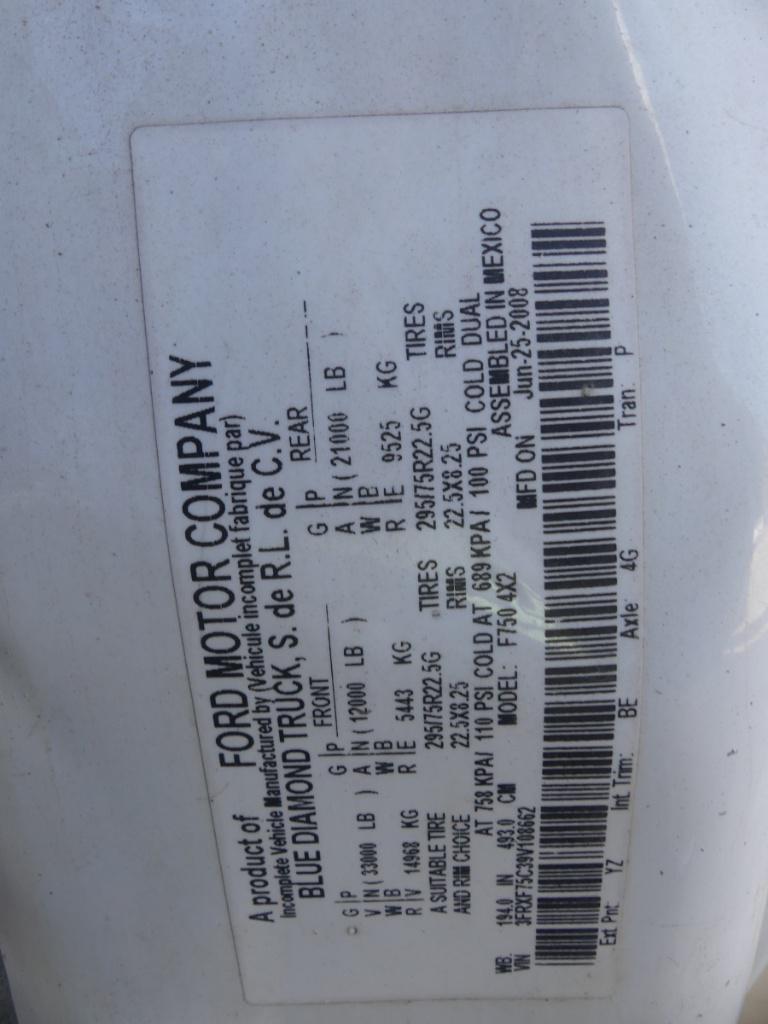 A product of FORD MOTOR COMPANY
Incomplete Vehicle Manufactured by (Vehicule incomplet fabrique par)
BLUE DIAMOND TRUCK, S. de R.L. de C.V.
FRONT REAR
G P G P G P
V N ( 33000 LB ) A N ( 12000 LB ) A N ( 21000 LB )
W B W B W B
R V 14968 KG R E 5443 KG R E 9525 KG
A SUITABLE TIRE 295/75R22.5G TIRES 295/75R22.5G TIRES
AND RIM CHOICE 22.5X8.25 RIMS 22.5X8.25 RIMS
AT 758 KPA/ 110 PSI COLD AT 689 KPA/ 100 PSI COLD DUAL
WB: 194.0 IN 493.0 CM MODEL: F750 4X2 ASSEMBLED IN MEXICO
VIN 3FRXF75C39V108662 MFD ON Jun-25-2008
Ext Pnt: YZ Int Trim: BE Axle: 4G Tran: P